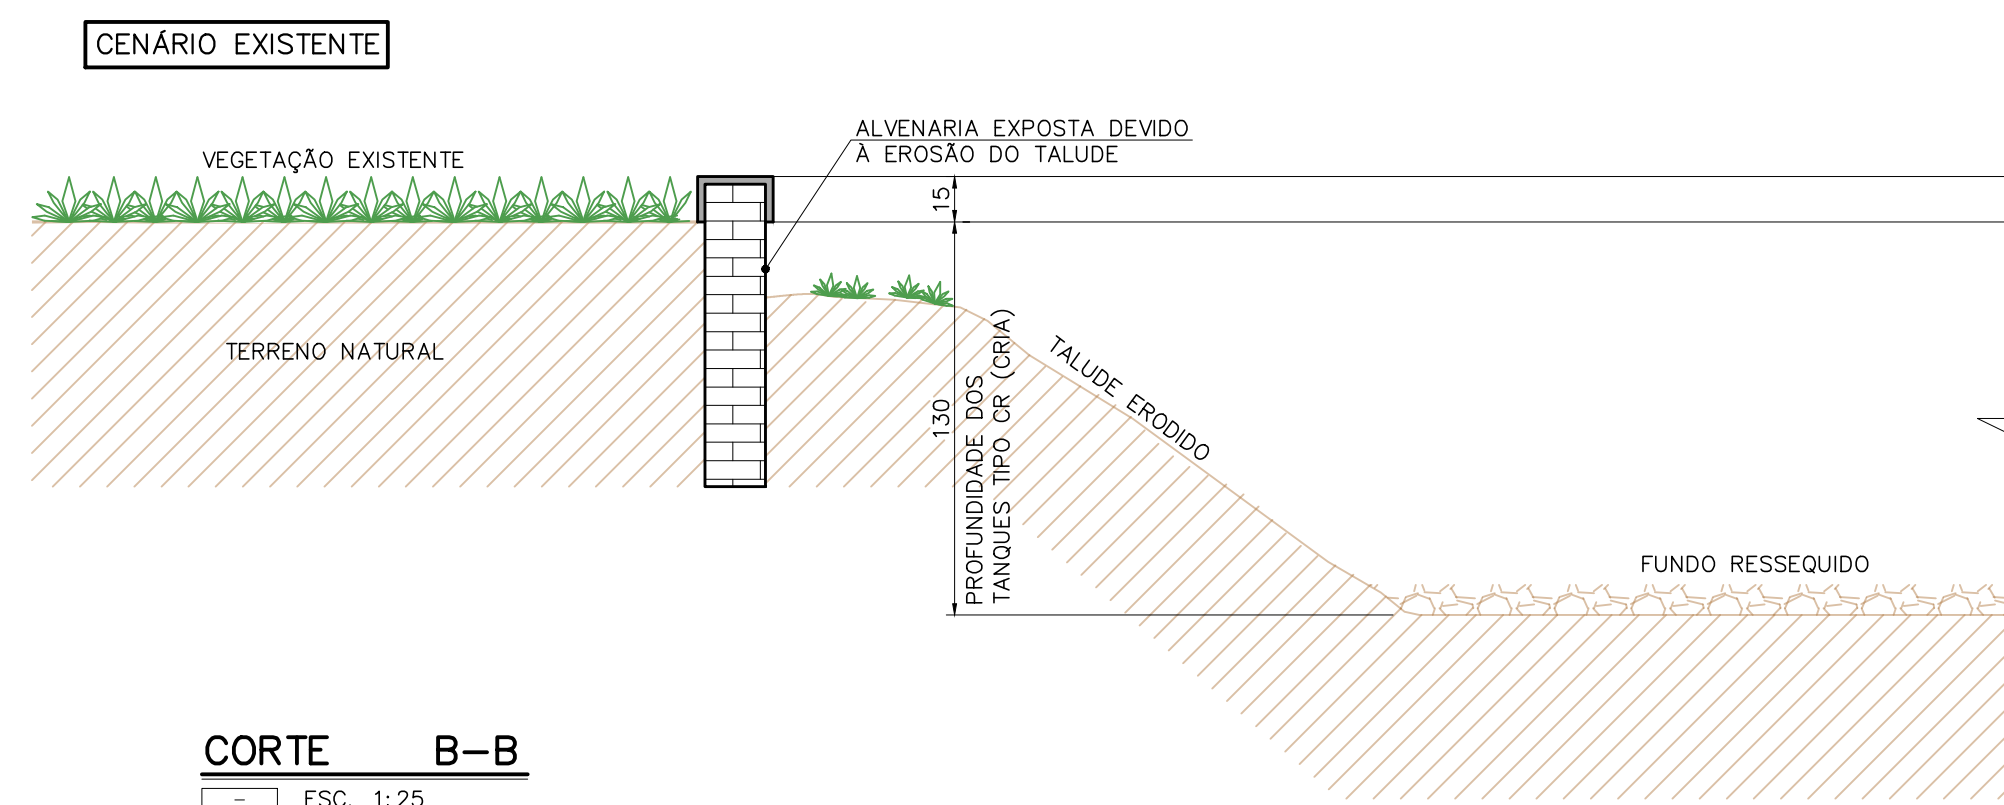 CENÁRIO EXISTENTE
VEGETAÇÃO EXISTENTE
ALVENARIA EXPOSTA DEVIDO
À EROSÃO DO TALUDE
15
TERRENO NATURAL
130
PROFUNDIDADE DOS
TANQUES TIPO CR (CRIA)
TALUDE ERODIDO
FUNDO RESSEQUIDO
CORTE B-B
-
ESC. 1:25